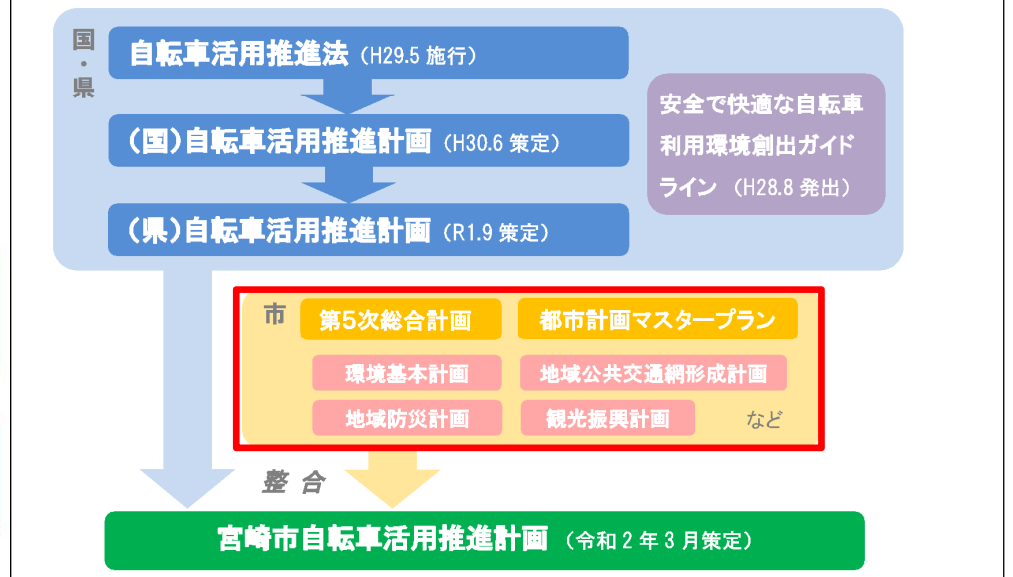 国・県
自転車活用推進法（H29.5 施行）
（国）自転車活用推進計画（H30.6 策定）
（県）自転車活用推進計画（R1.9 策定）
安全で快適な自転車
利用環境創出ガイド
ライン（H28.8 発出）
市
第5次総合計画
都市計画マスタープラン
環境基本計画
地域公共交通網形成計画
地域防災計画
観光振興計画
など
整合
宮崎市自転車活用推進計画（令和2年3月策定）